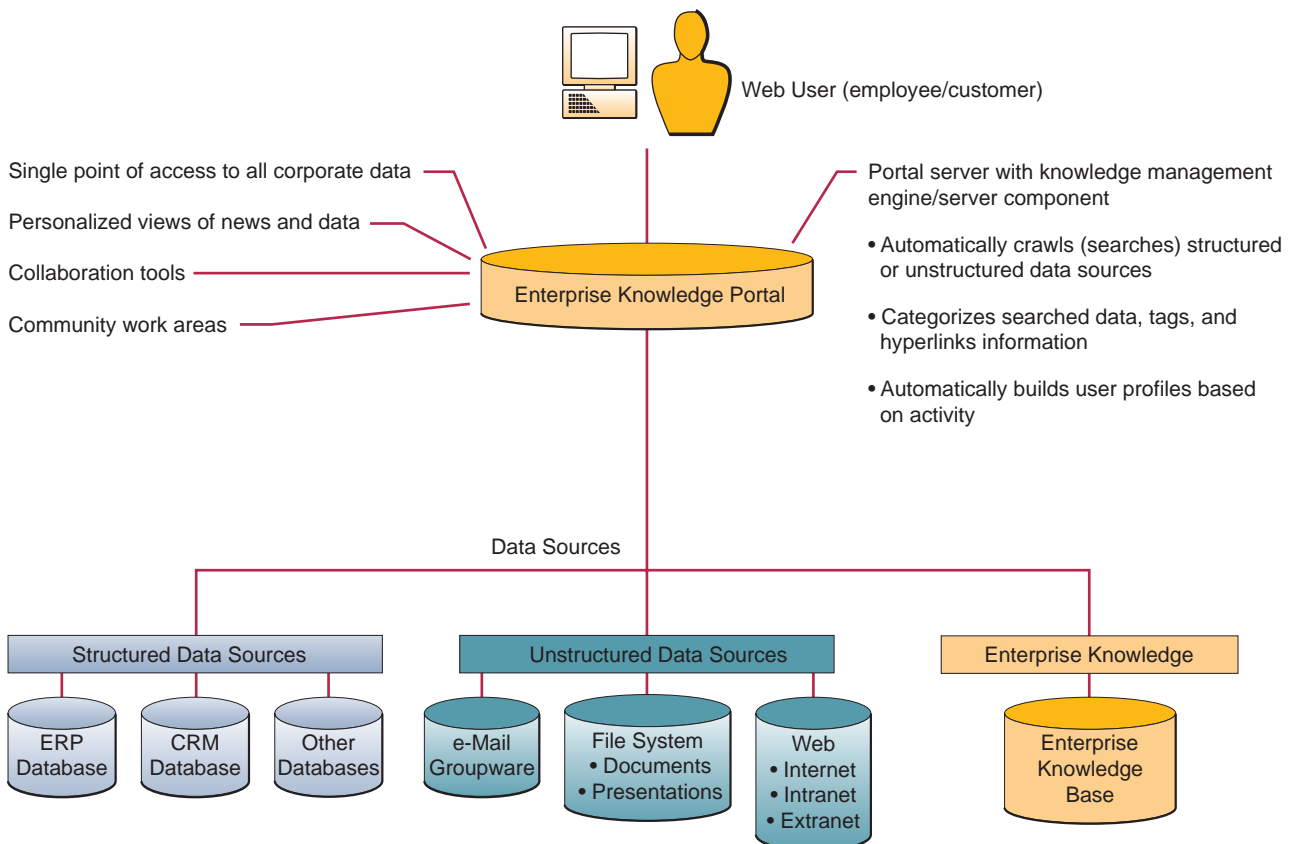 Web User (employee/customer)
Single point of access to all corporate data
Personalized views of news and data
Collaboration tools
Community work areas
Enterprise Knowledge Portal
Portal server with knowledge management
engine/server component
• Automatically crawls (searches) structured
or unstructured data sources
• Categorizes searched data, tags, and
hyperlinks information
• Automatically builds user profiles based
on activity
Data Sources
Structured Data Sources
ERP
Database
CRM
Database
Other
Databases
Unstructured Data Sources
e-Mail
Groupware
File System
• Documents
• Presentations
Web
• Internet
• Intranet
• Extranet
Enterprise Knowledge
Enterprise
Knowledge
Base